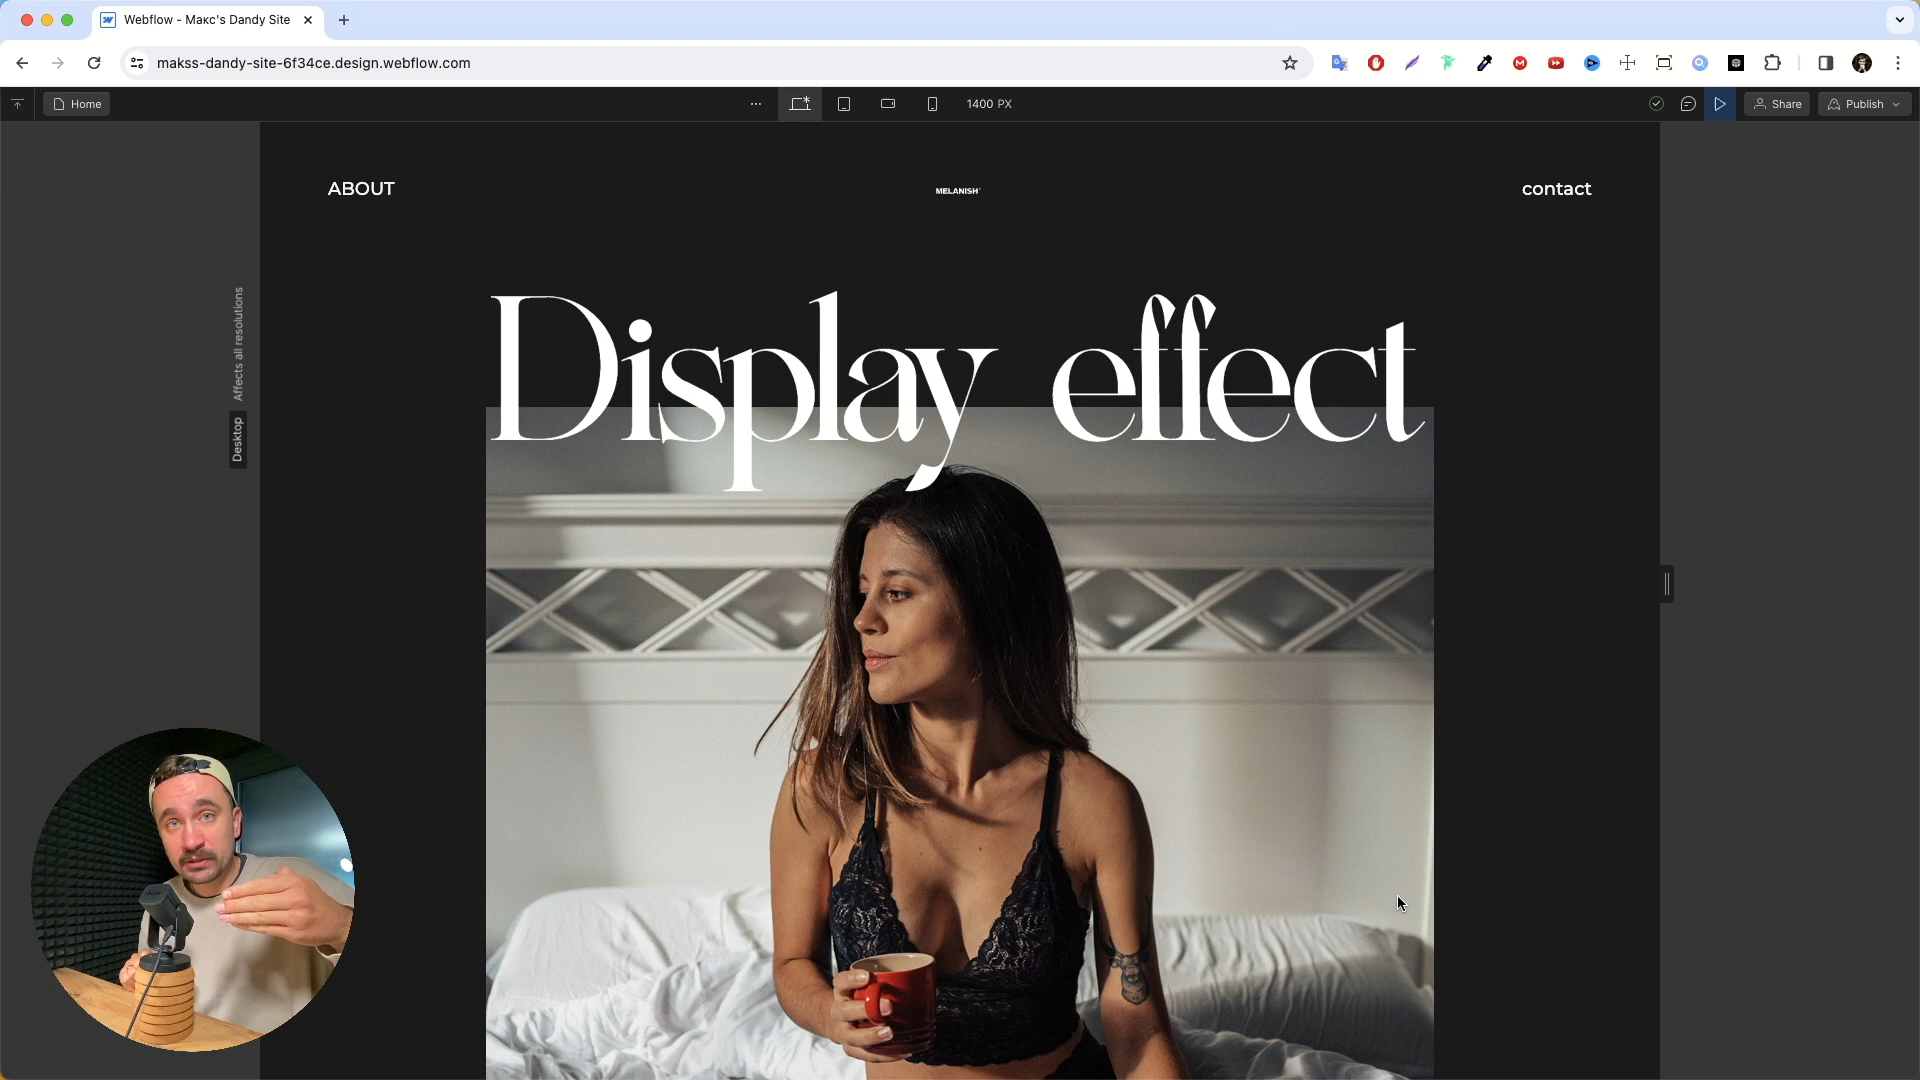 Webflow - Макс's Dandy Site
makss-dandy-site-6f34ce.design.webflow.com
Home
1400 PX
Share
Publish
ABOUT
MELANISH
contact
Affects all resolutions
Desktop
Display effect